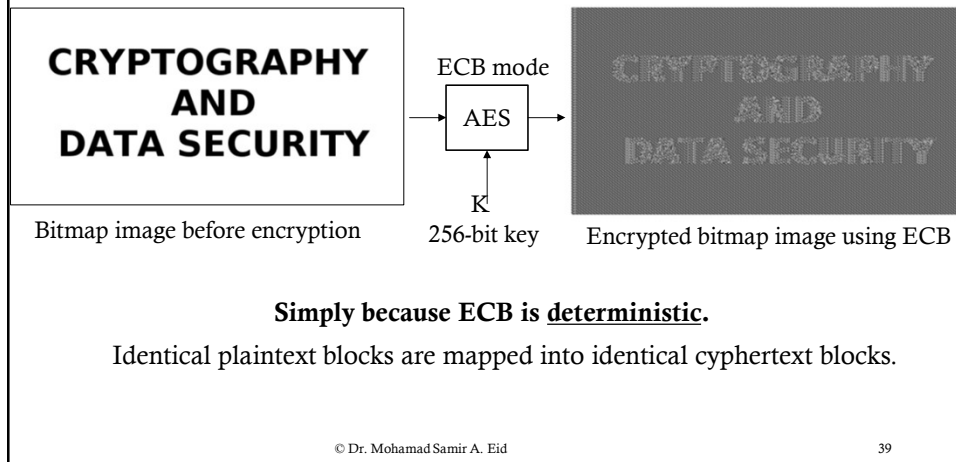 CRYPTOGRAPHY
AND
DATA SECURITY
ECB mode
AES
K
256-bit key
CRYPTOGRAPHY
AND
DATA SECURITY
Bitmap image before encryption
Encrypted bitmap image using ECB
Simply because ECB is deterministic.
Identical plaintext blocks are mapped into identical cyphertext blocks.
© Dr. Mohamad Samir A. Eid
39